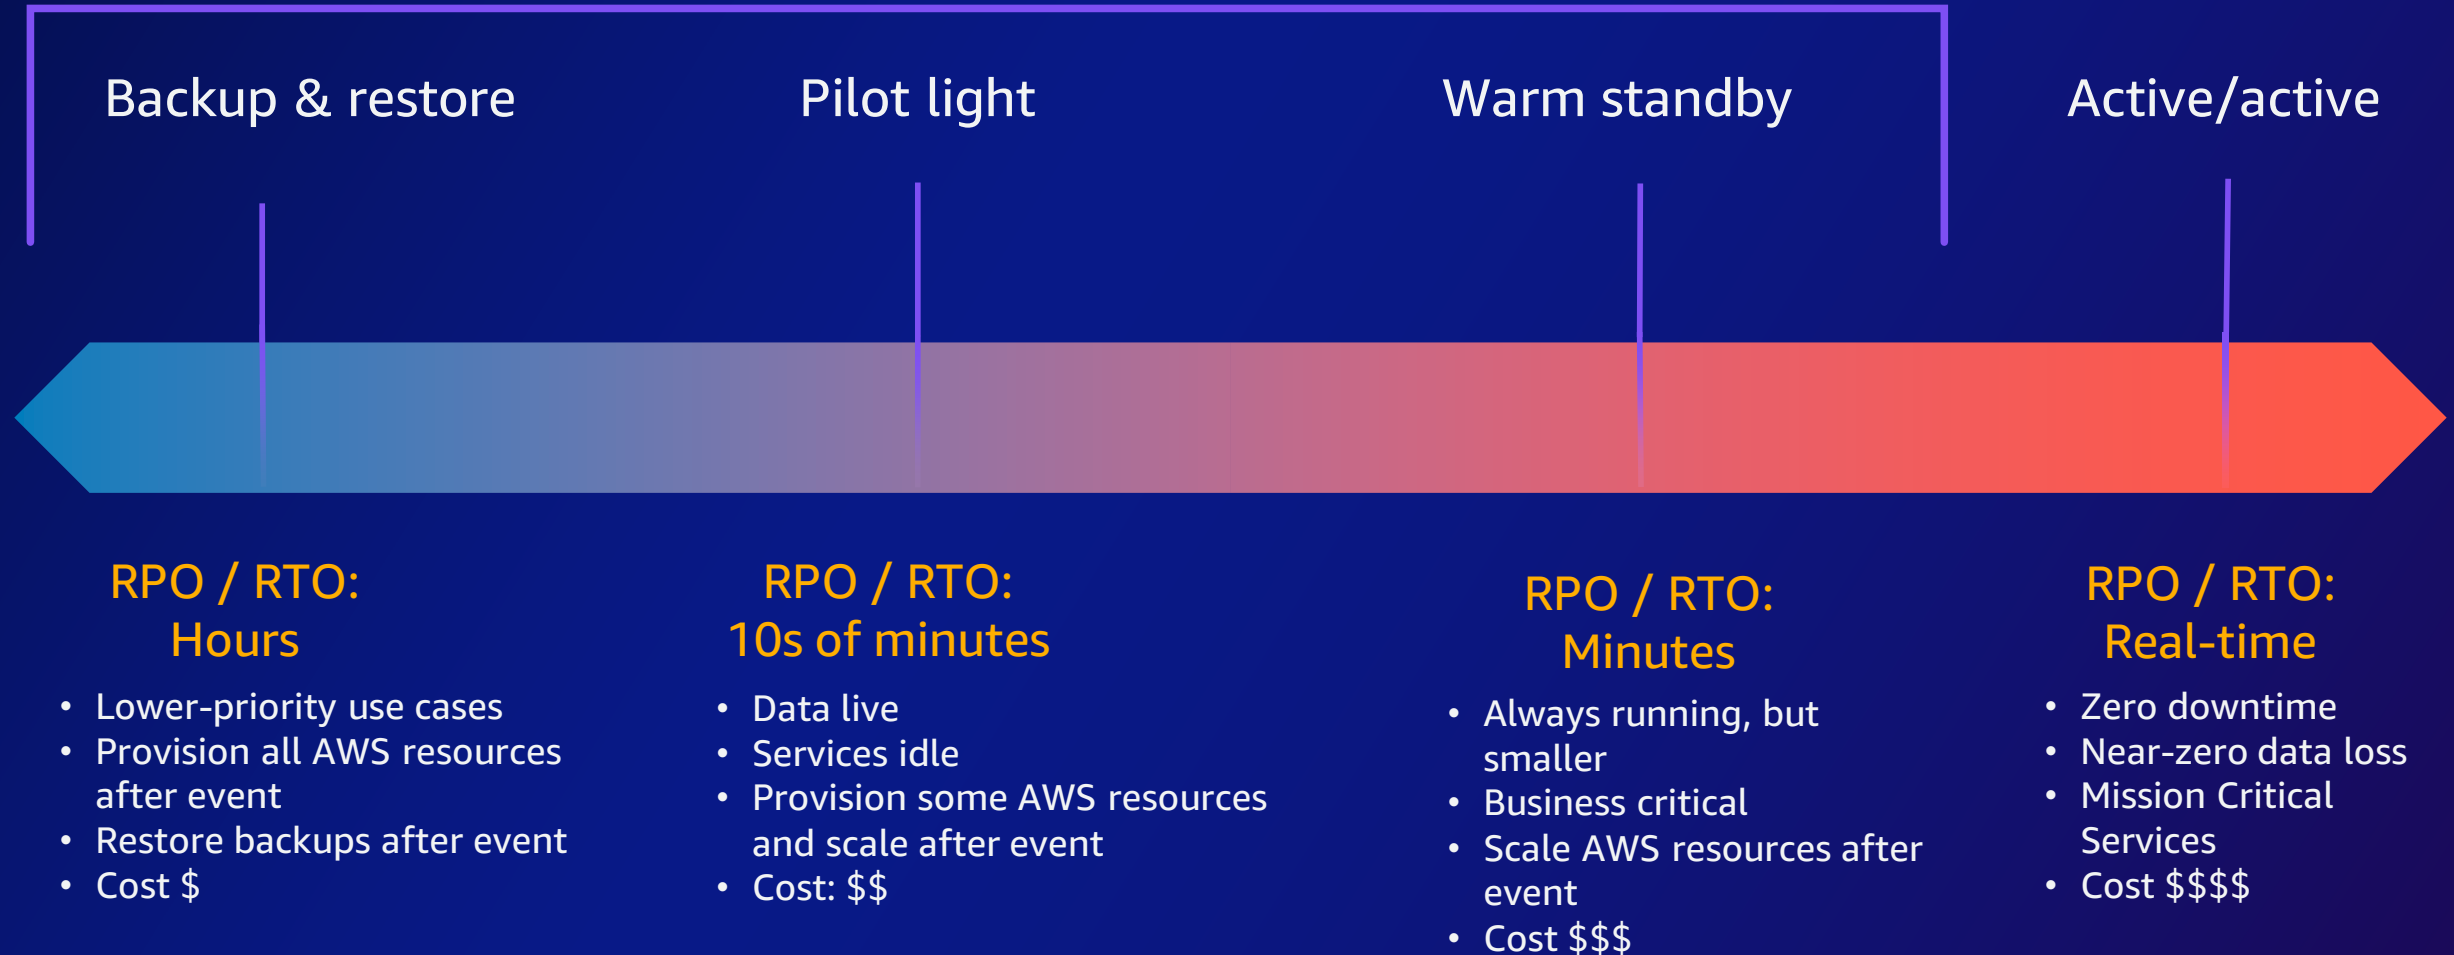 Backup & restore
Pilot light
Warm standby
Active/active
RPO / RTO:
Hours
• Lower-priority use cases
• Provision all AWS resources
after event
• Restore backups after event
• Cost $
RPO / RTO:
10s of minutes
• Data live
• Services idle
• Provision some AWS resources
and scale after event
• Cost: $$
RPO / RTO:
Minutes
• Always running, but
smaller
• Business critical
• Scale AWS resources after
event
• Cost $$$
RPO / RTO:
Real-time
• Zero downtime
• Near-zero data loss
• Mission Critical
Services
• Cost $$$$